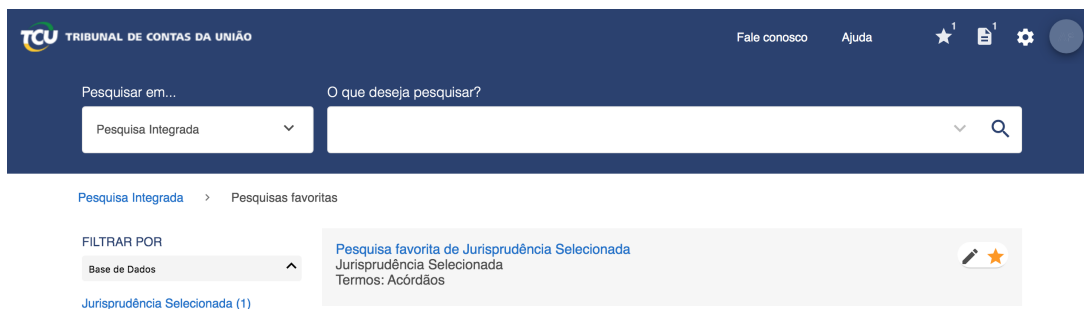 TCU TRIBUNAL DE CONTAS DA UNIÃO
Fale conosco
Ajuda
1
1
Pesquisar em...
O que deseja pesquisar?
Pesquisa Integrada
Pesquisa Integrada > Pesquisas favoritas
FILTRAR POR
Base de Dados
Jurisprudência Selecionada (1)
Pesquisa favorita de Jurisprudência Selecionada
Jurisprudência Selecionada
Termos: Acórdãos